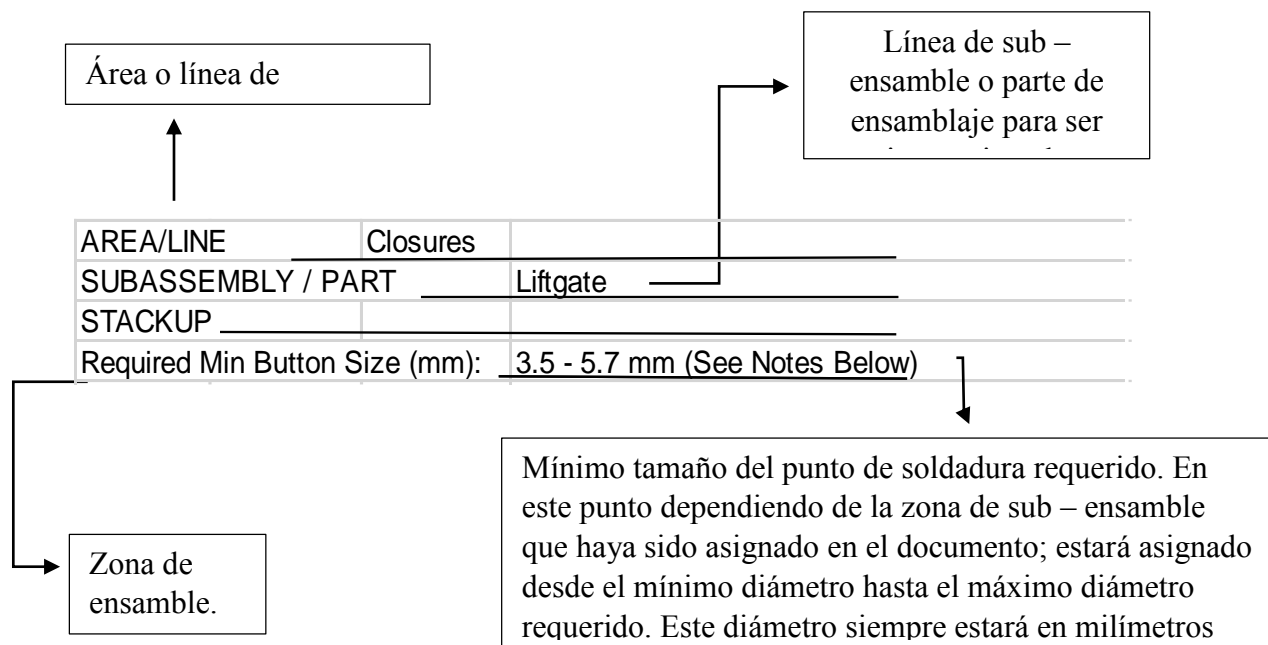 Área o línea de
Línea de sub –
ensamble o parte de
ensamblaje para ser
AREA/LINE Closures
SUBASSEMBLY / PART Liftgate
STACKUP
Required Min Button Size (mm): 3.5 - 5.7 mm (See Notes Below)
Mínimo tamaño del punto de soldadura requerido. En
este punto dependiendo de la zona de sub – ensamble
que haya sido asignado en el documento; estará asignado
desde el mínimo diámetro hasta el máximo diámetro
requerido. Este diámetro siempre estará en milímetros
Zona de
ensamble.